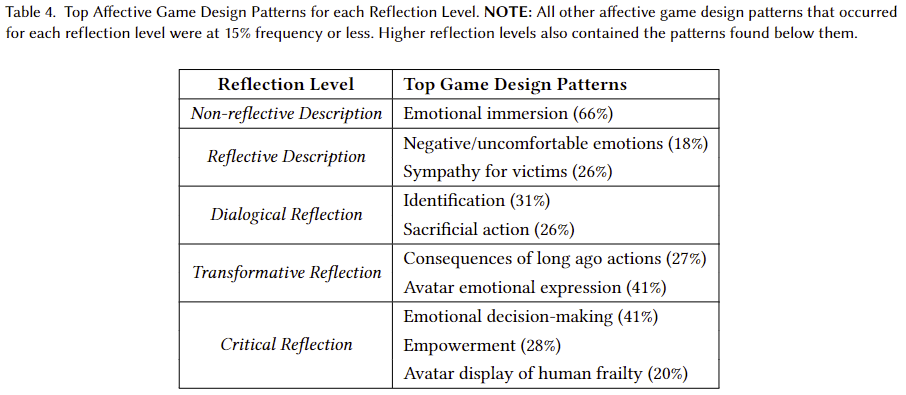 Table 4. Top Affective Game Design Patterns for each Reflection Level. NOTE: All other affective game design patterns that occurred
for each reflection level were at 15% frequency or less. Higher reflection levels also contained the patterns found below them.
Reflection Level Top Game Design Patterns
Non-reflective Description Emotional immersion (66%)
Reflective Description Negative/uncomfortable emotions (18%)
Sympathy for victims (26%)
Dialogical Reflection Identification (31%)
Sacrificial action (26%)
Transformative Reflection Consequences of long ago actions (27%)
Avatar emotional expression (41%)
Critical Reflection Emotional decision-making (41%)
Empowerment (28%)
Avatar display of human frailty (20%)